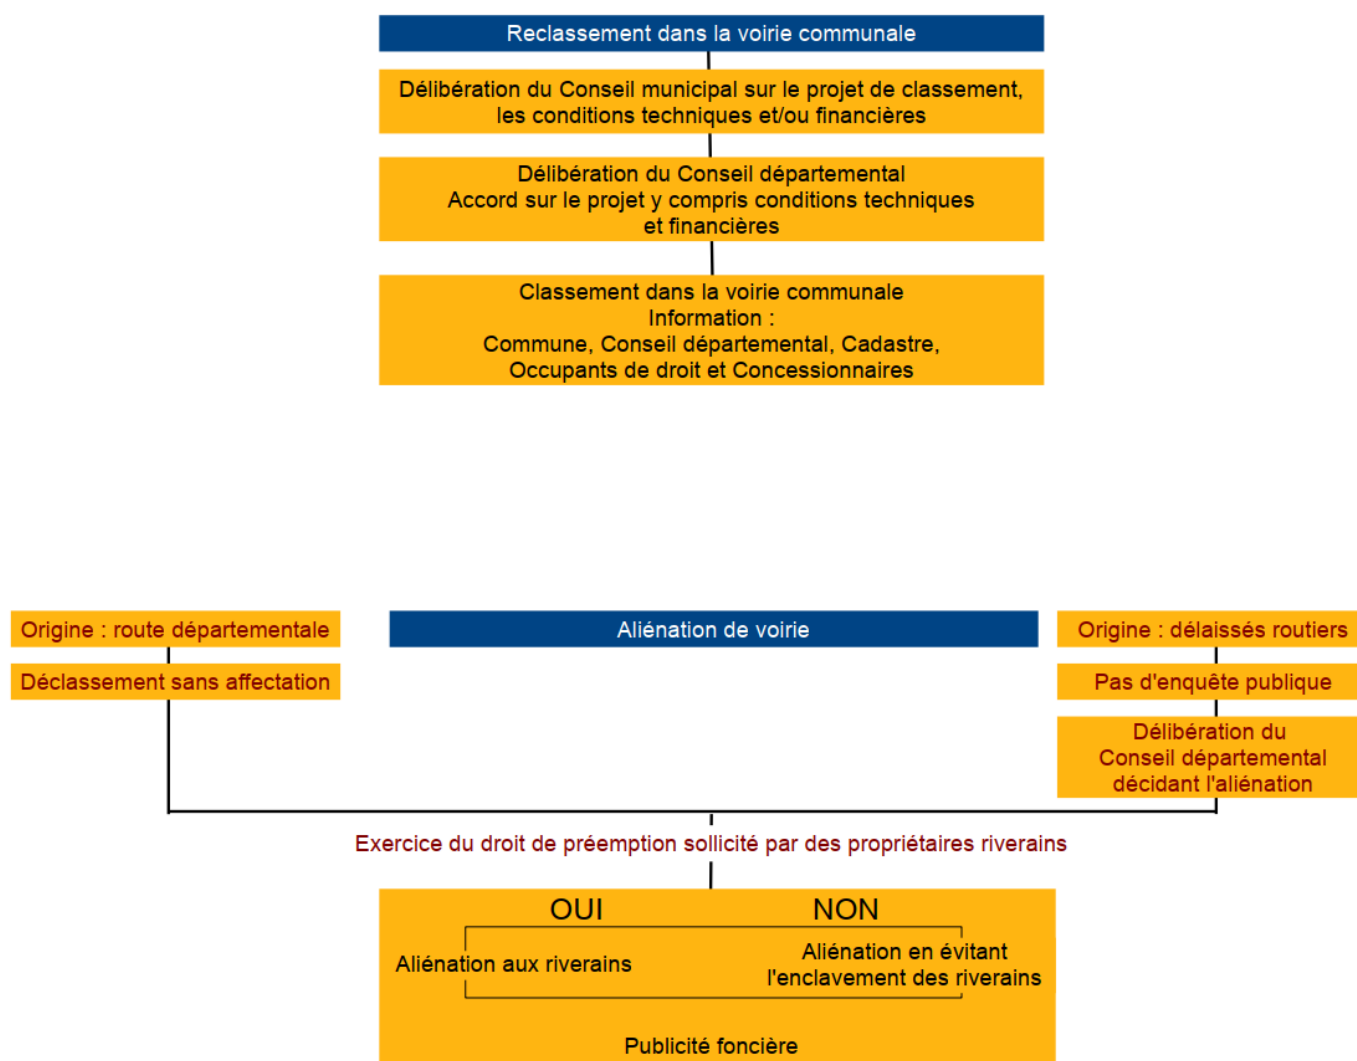 Reclassement dans la voirie communale
Délibération du Conseil municipal sur le projet de classement,
les conditions techniques et/ou financières
Délibération du Conseil départemental
Accord sur le projet y compris conditions techniques
et financières
Classement dans la voirie communale
Information :
Commune, Conseil départemental, Cadastre,
Occupants de droit et Concessionnaires
Origine : route départementale
Déclassement sans affectation
Aliénation de voirie
Origine : délaissés routiers
Pas d'enquête publique
Délibération du
Conseil départemental
décidant l'aliénation
Exercice du droit de préemption sollicité par des propriétaires riverains
OUI
NON
Aliénation aux riverains
Aliénation en évitant
l'enclavement des riverains
Publicité foncière